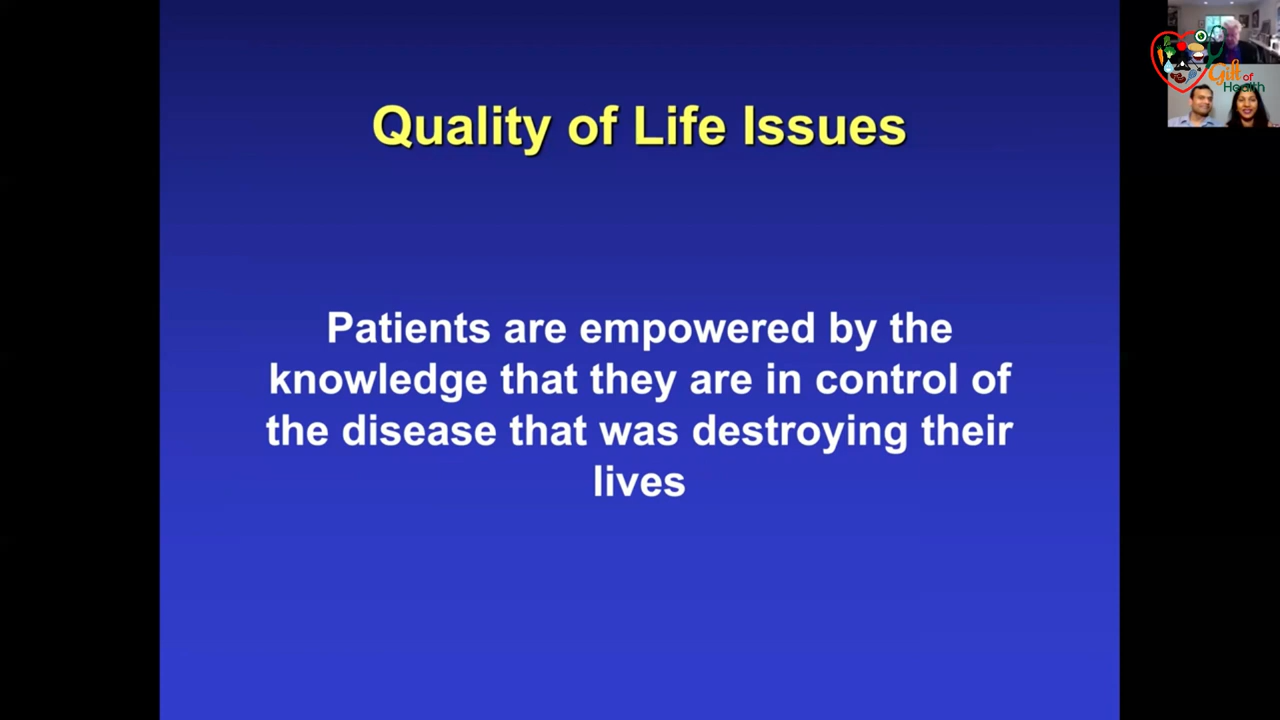 Quality of Life Issues
Patients are empowered by the
knowledge that they are in control of
the disease that was destroying their
lives
Gift of
Health